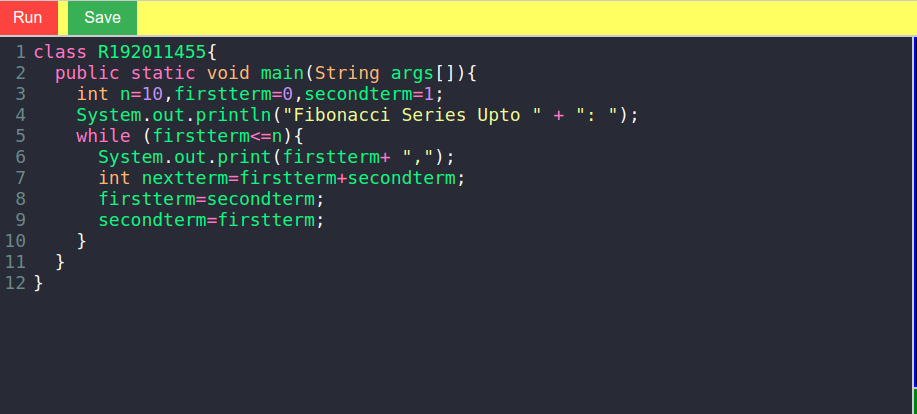 Run Save
1 class R192011455{
2   public static void main(String args[]){
3     int n=10,firstterm=0,secondterm=1;
4     System.out.println("Fibonacci Series Upto " + ": ");
5     while (firstterm<=n){
6       System.out.print(firstterm+ ",");
7       int nextterm=firstterm+secondterm;
8       firstterm=secondterm;
9       secondterm=firstterm;
10     }
11   }
12 }